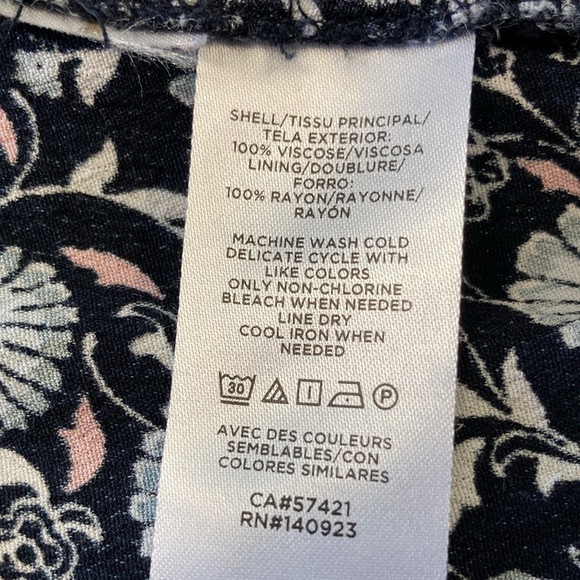 SHELL/TISSU PRINCIPAL/
TELA EXTERIOR:
100% VISCOSE/VISCOSA
LINING/DOUBLURE/
FORRO:
100% RAYON/RAYONNE/
RAYÓN
MACHINE WASH COLD
DELICATE CYCLE WITH
LIKE COLORS
ONLY NON-CHLORINE
BLEACH WHEN NEEDED
LINE DRY
COOL IRON WHEN
NEEDED
30 P
AVEC DES COULEURS
SEMBLABLES/CON
COLORES SIMILARES
CA#57421
RN#140923